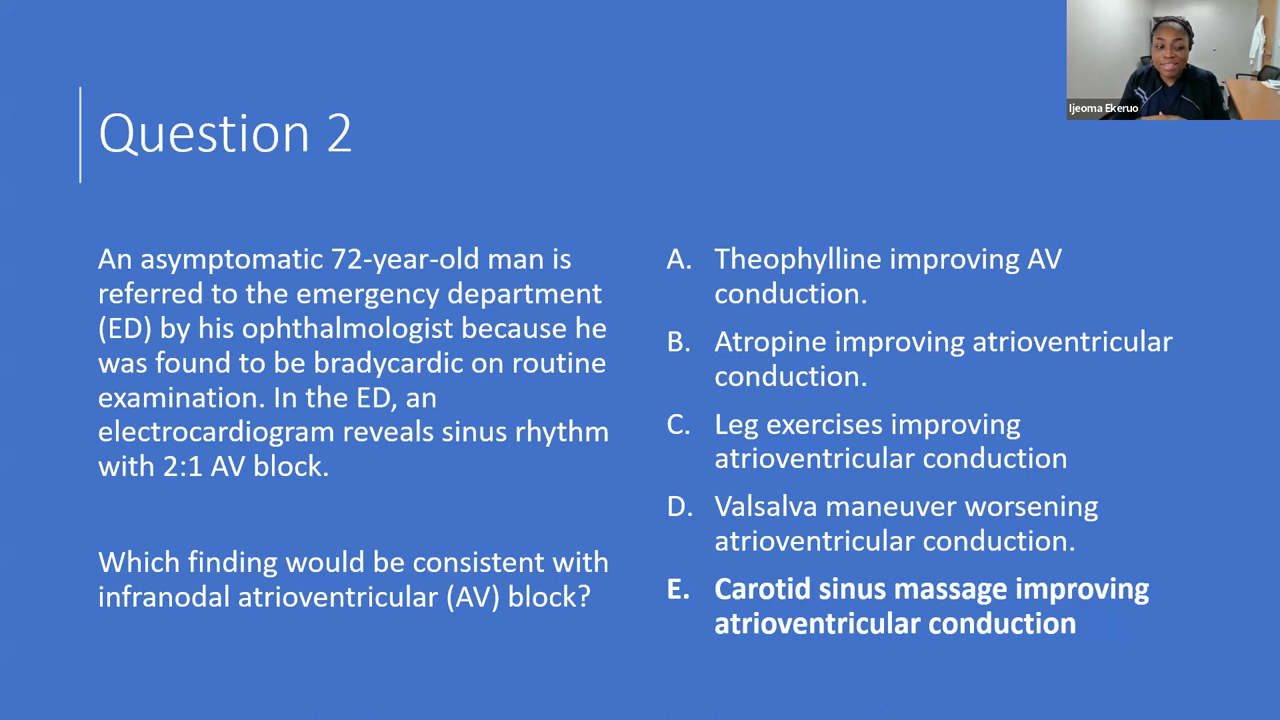 Ijeoma Ekeruo
Question 2
An asymptomatic 72-year-old man is
referred to the emergency department
(ED) by his ophthalmologist because he
was found to be bradycardic on routine
examination. In the ED, an
electrocardiogram reveals sinus rhythm
with 2:1 AV block.
Which finding would be consistent with
infranodal atrioventricular (AV) block?
A. Theophylline improving AV
conduction.
B. Atropine improving atrioventricular
conduction.
C. Leg exercises improving
atrioventricular conduction
D. Valsalva maneuver worsening
atrioventricular conduction.
E. Carotid sinus massage improving
atrioventricular conduction